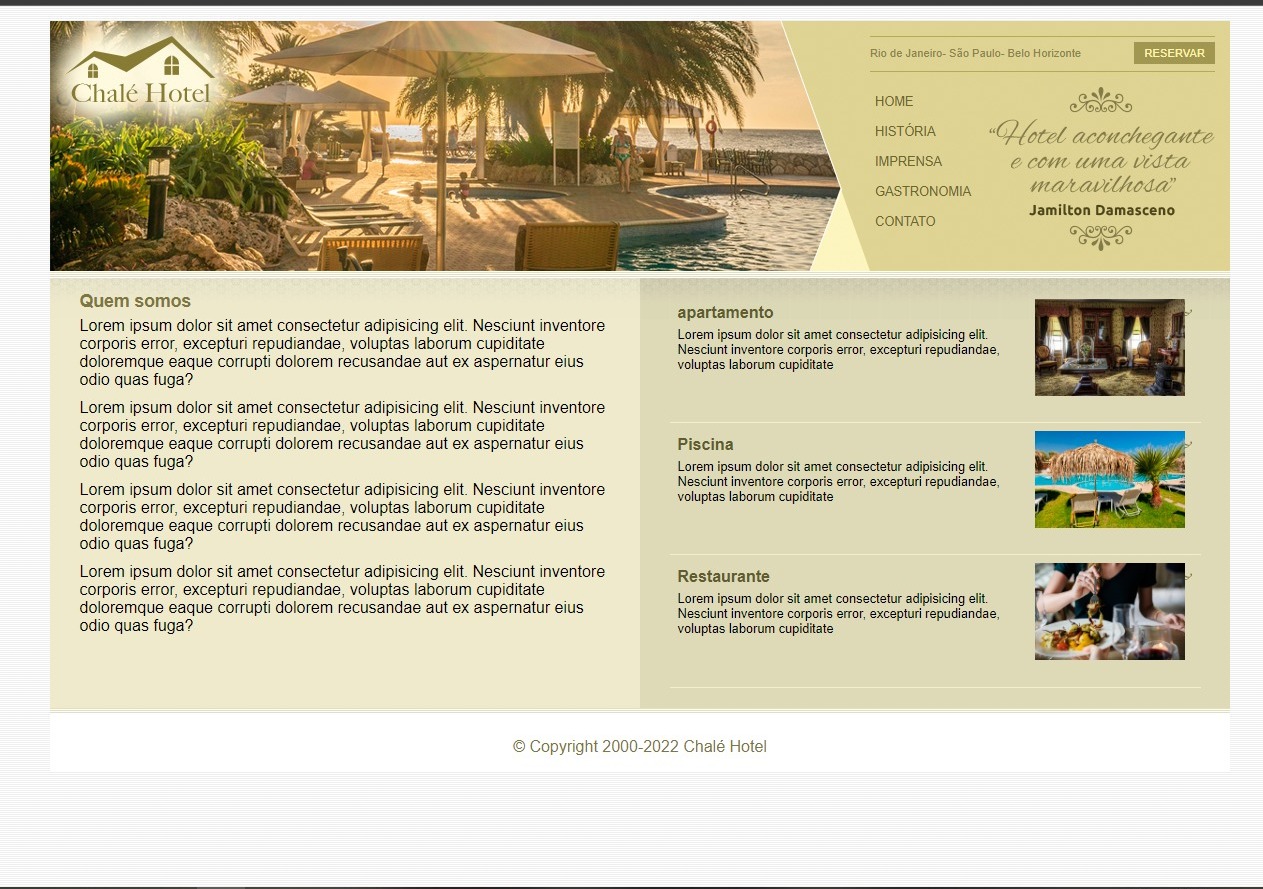 Chalé Hotel
Rio de Janeiro- São Paulo- Belo Horizonte
RESERVAR
HOME
HISTÓRIA
IMPRENSA
GASTRONOMIA
CONTATO
“Hotel aconchegante
e com uma vista
maravilhosa”
Jamilton Damasceno
Quem somos
Lorem ipsum dolor sit amet consectetur adipisicing elit. Nesciunt inventore
corporis error, excepturi repudiandae, voluptas laborum cupiditate
doloremque eaque corrupti dolorem recusandae aut ex aspernatur eius
odio quas fuga?
Lorem ipsum dolor sit amet consectetur adipisicing elit. Nesciunt inventore
corporis error, excepturi repudiandae, voluptas laborum cupiditate
doloremque eaque corrupti dolorem recusandae aut ex aspernatur eius
odio quas fuga?
Lorem ipsum dolor sit amet consectetur adipisicing elit. Nesciunt inventore
corporis error, excepturi repudiandae, voluptas laborum cupiditate
doloremque eaque corrupti dolorem recusandae aut ex aspernatur eius
odio quas fuga?
Lorem ipsum dolor sit amet consectetur adipisicing elit. Nesciunt inventore
corporis error, excepturi repudiandae, voluptas laborum cupiditate
doloremque eaque corrupti dolorem recusandae aut ex aspernatur eius
odio quas fuga?
apartamento
Lorem ipsum dolor sit amet consectetur adipisicing elit.
Nesciunt inventore corporis error, excepturi repudiandae,
voluptas laborum cupiditate
Piscina
Lorem ipsum dolor sit amet consectetur adipisicing elit.
Nesciunt inventore corporis error, excepturi repudiandae,
voluptas laborum cupiditate
Restaurante
Lorem ipsum dolor sit amet consectetur adipisicing elit.
Nesciunt inventore corporis error, excepturi repudiandae,
voluptas laborum cupiditate
© Copyright 2000-2022 Chalé Hotel